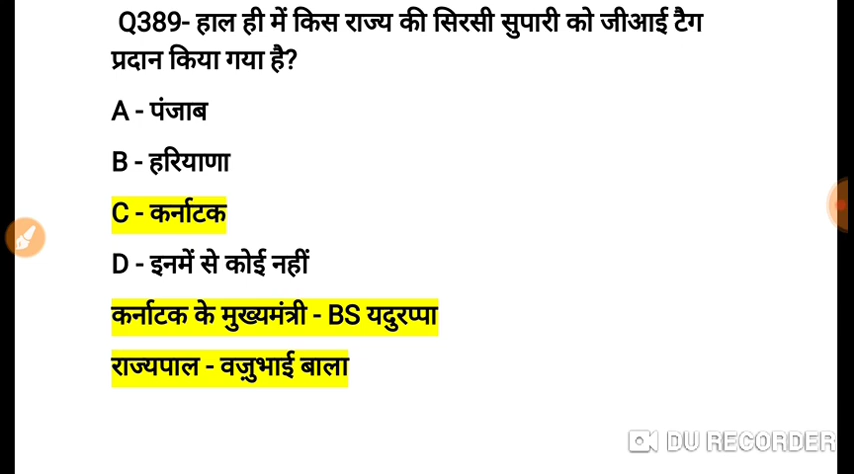 Q389- हाल ही में किस राज्य की सिरसी सुपारी को जीआई टैग
प्रदान किया गया है?
A - पंजाब
B - हरियाणा
C - कर्नाटक
D - इनमें से कोई नहीं
कर्नाटक के मुख्यमंत्री - BS यदुरप्पा
राज्यपाल - वजुभाई बाला
DU RECORDER